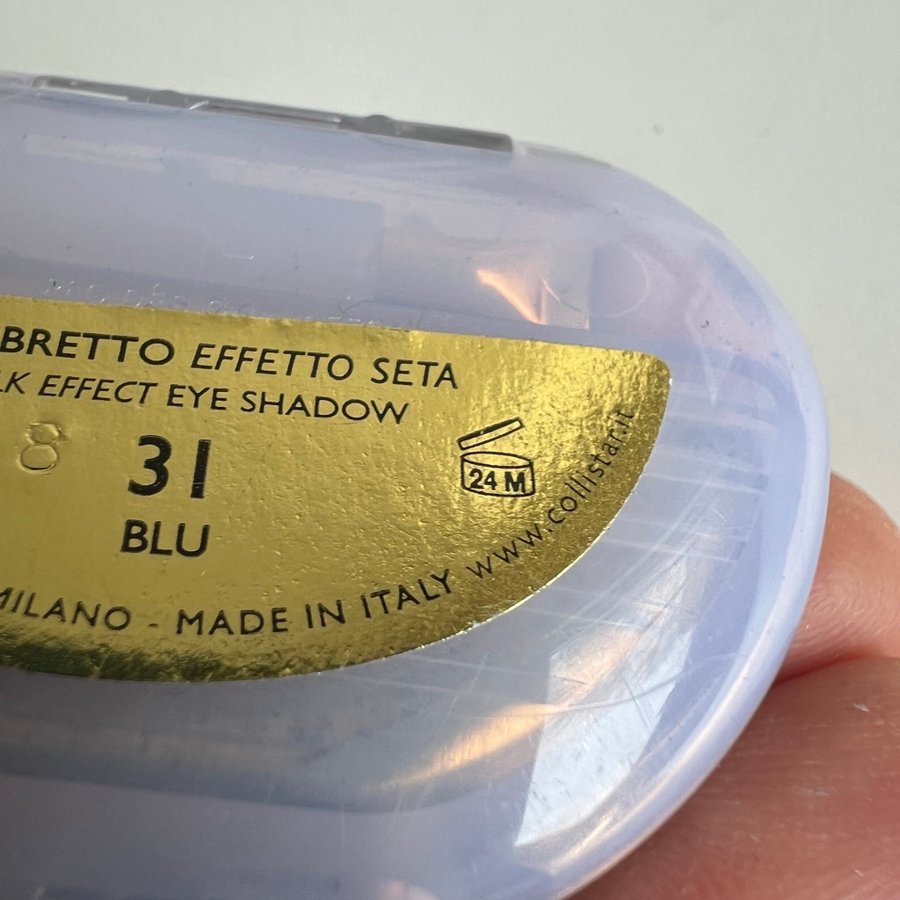 BRETTO EFFETTO SETA
LK EFFECT EYE SHADOW
8
31
BLU
24 M
MILANO - MADE IN ITALY www.collistar.it